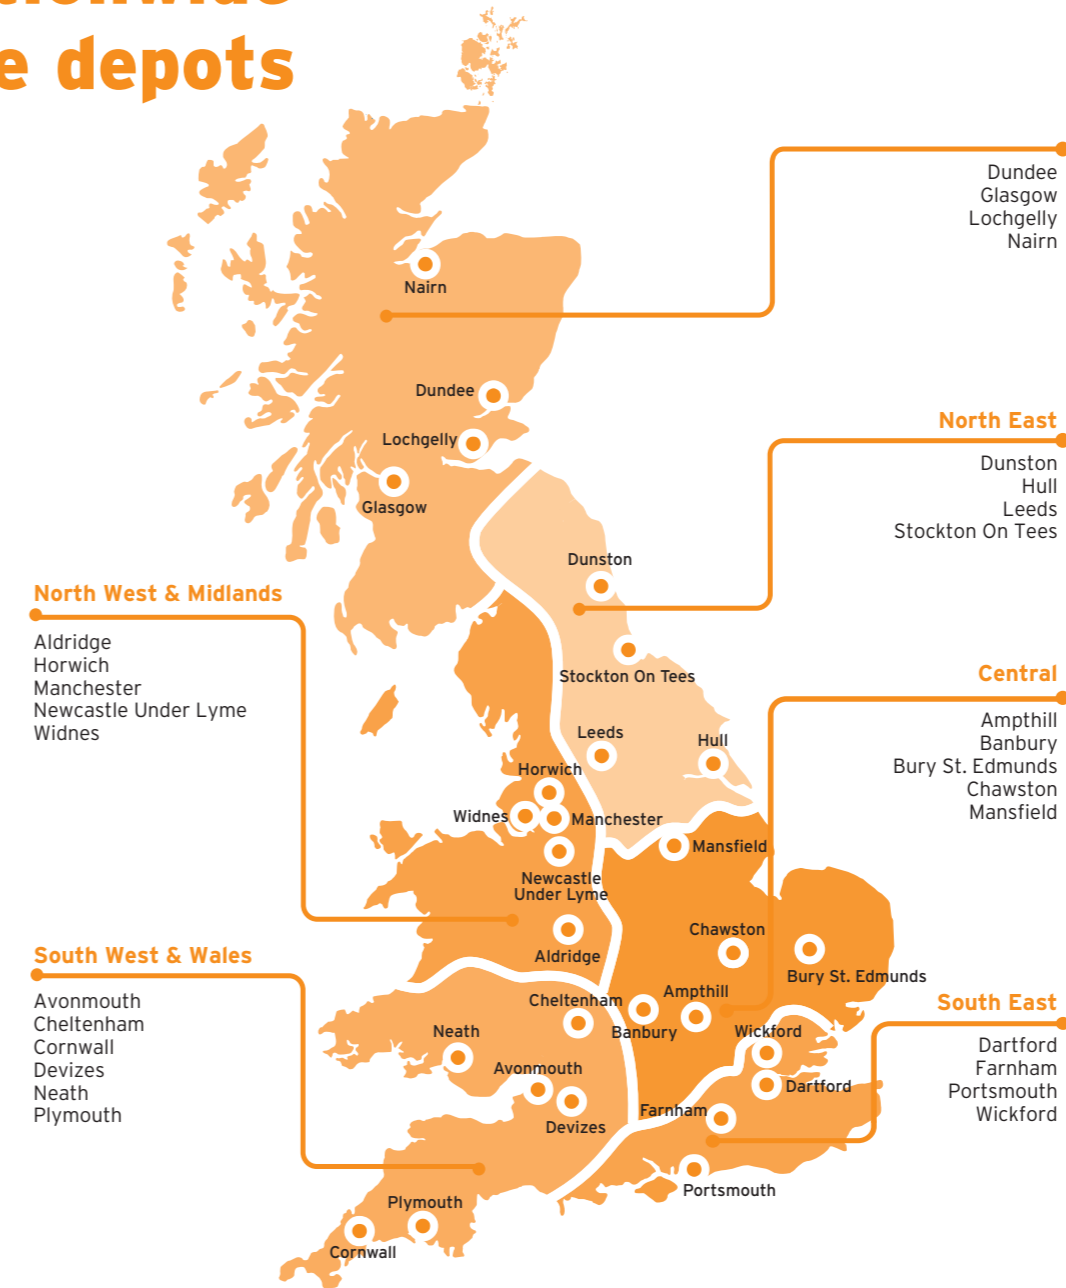 e depots
Dundee
Glasgow
Lochgelly
Nairn
North East
Dunston
Hull
Leeds
Stockton On Tees
North West & Midlands
Aldridge
Horwich
Manchester
Newcastle Under Lyme
Widnes
Central
Ampthill
Banbury
Bury St. Edmunds
Chawston
Mansfield
South West & Wales
Avonmouth
Cheltenham
Cornwall
Devizes
Neath
Plymouth
South East
Dartford
Farnham
Portsmouth
Wickford
Nairn
Dundee
Lochgelly
Glasgow
Dunston
Stockton On Tees
Leeds
Hull
Horwich
Widnes
Manchester
Mansfield
Newcastle
Under Lyme
Chawston
Aldridge
Bury St. Edmunds
Ampthill
Cheltenham
Banbury
Wickford
Neath
Avonmouth
Dartford
Farnham
Devizes
Portsmouth
Plymouth
Cornwall